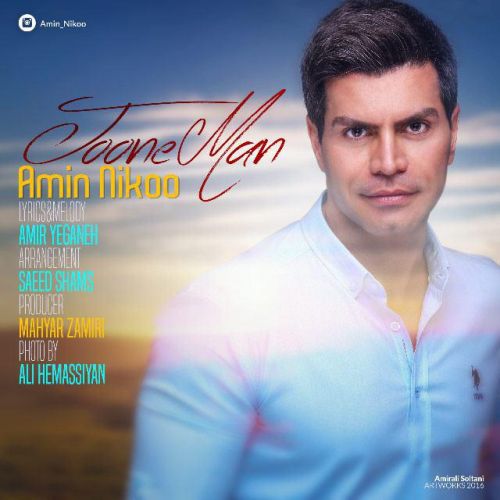 Amin_Nikoo
Joone Man
Amin Nikoo
LYRICS&MELODY
AMIR YEGANEH
ARRANGEMENT
SAEED SHAMS
PRODUCER
MAHYAR ZAMIRI
PHOTO BY
ALI HEMASSIYAN
Amirali Soltani
ARTWORKS 2016